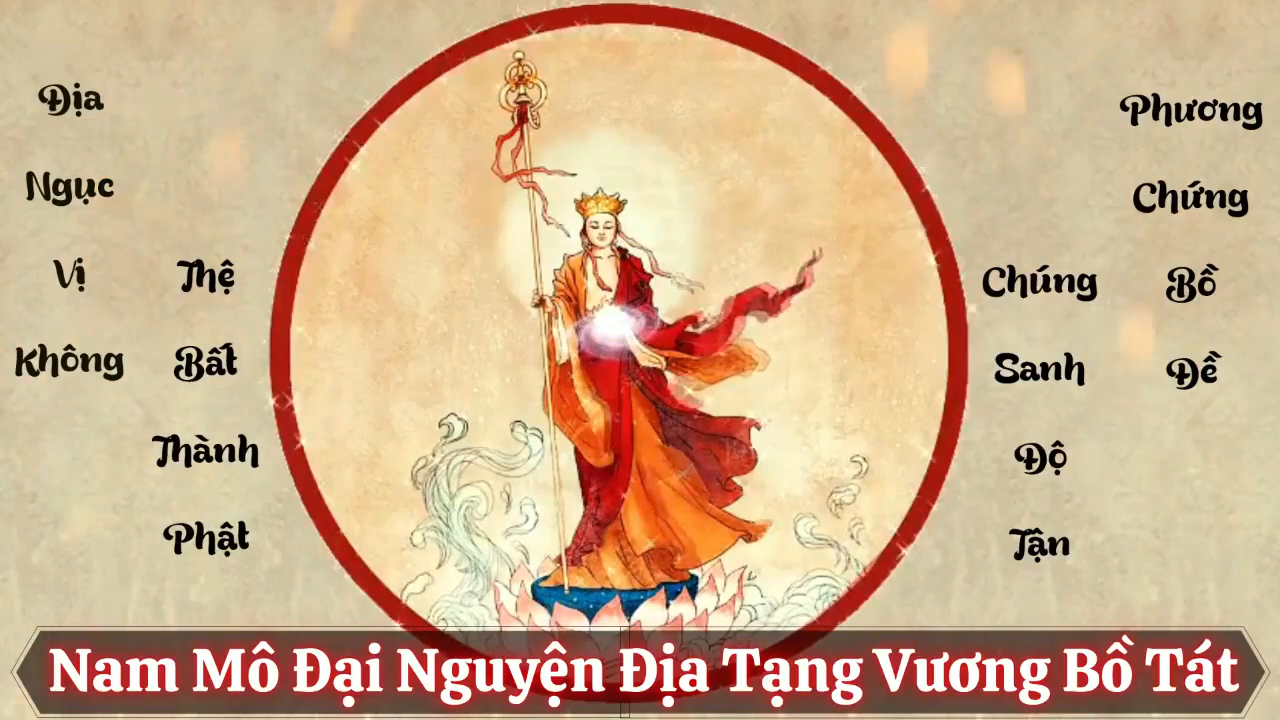 Địa
Ngục
Vị
Không
Thệ
Bất
Thành
Phật
Chúng
Sanh
Độ
Tận
Phương
Chứng
Bồ
Đề
Nam Mô Đại Nguyện Địa Tạng Vương Bồ Tát